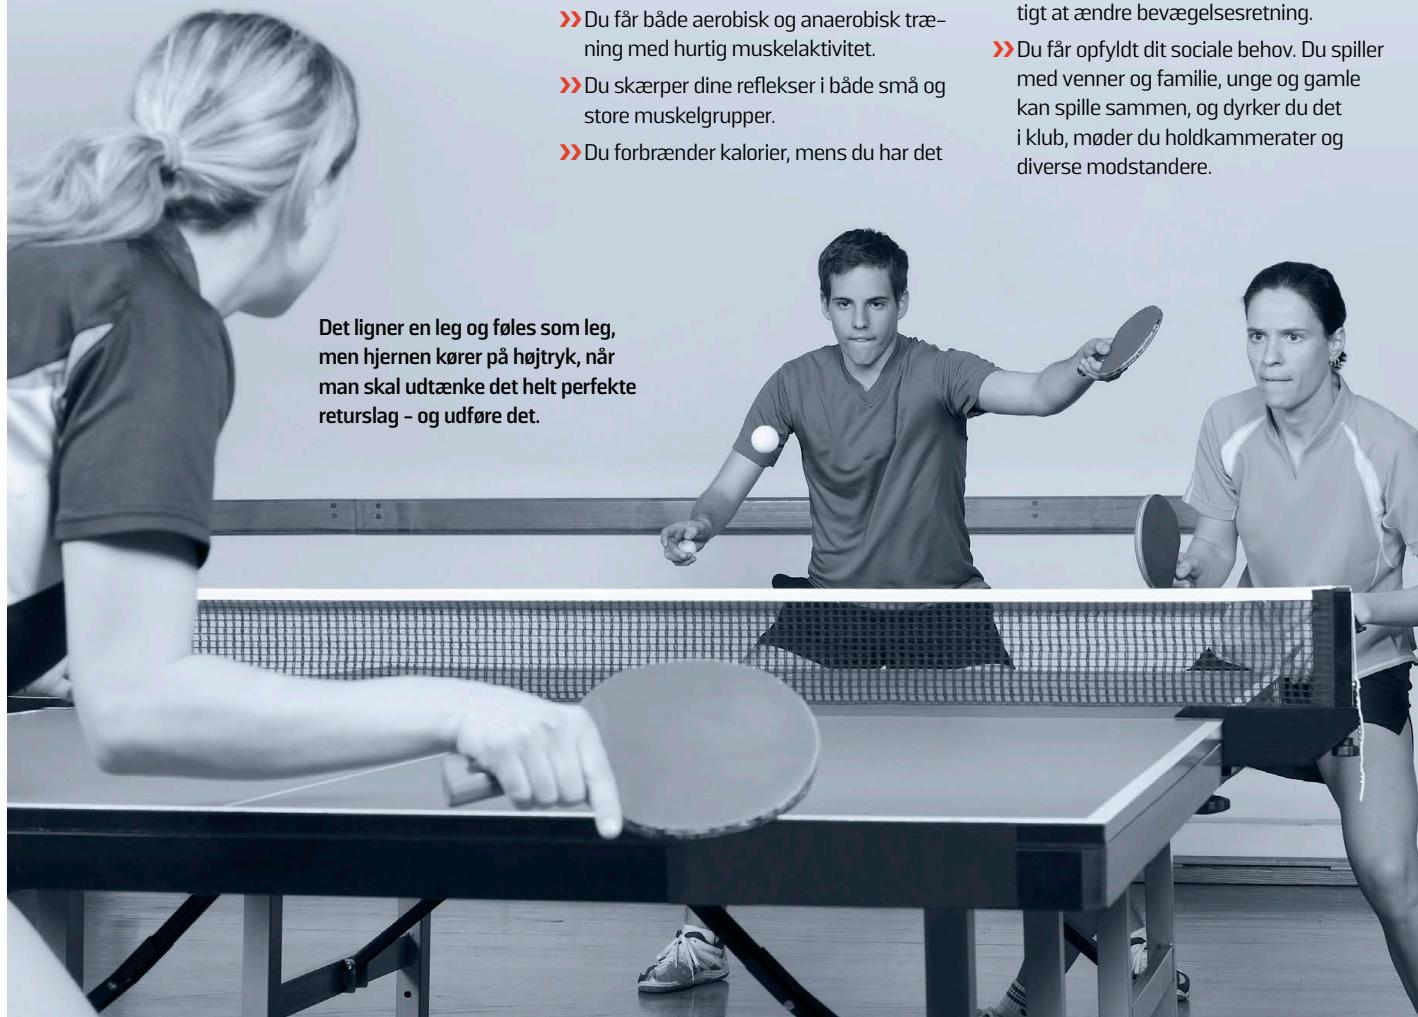 »Du får både aerobisk og anaerobisk træ-
ning med hurtig muskelaktivitet.
»Du skærper dine reflekser i både små og
store muskelgrupper.
»Du forbrænder kalorier, mens du har det
tigt at ændre bevægelsesretning.
»Du får opfyldt dit sociale behov. Du spiller
med venner og familie, unge og gamle
kan spille sammen, og dyrker du det
i klub, møder du holdkammerater og
diverse modstandere.
Det ligner en leg og føles som leg,
men hjernen kører på højtryk, når
man skal udtænke det helt perfekte
returslag – og udføre det.